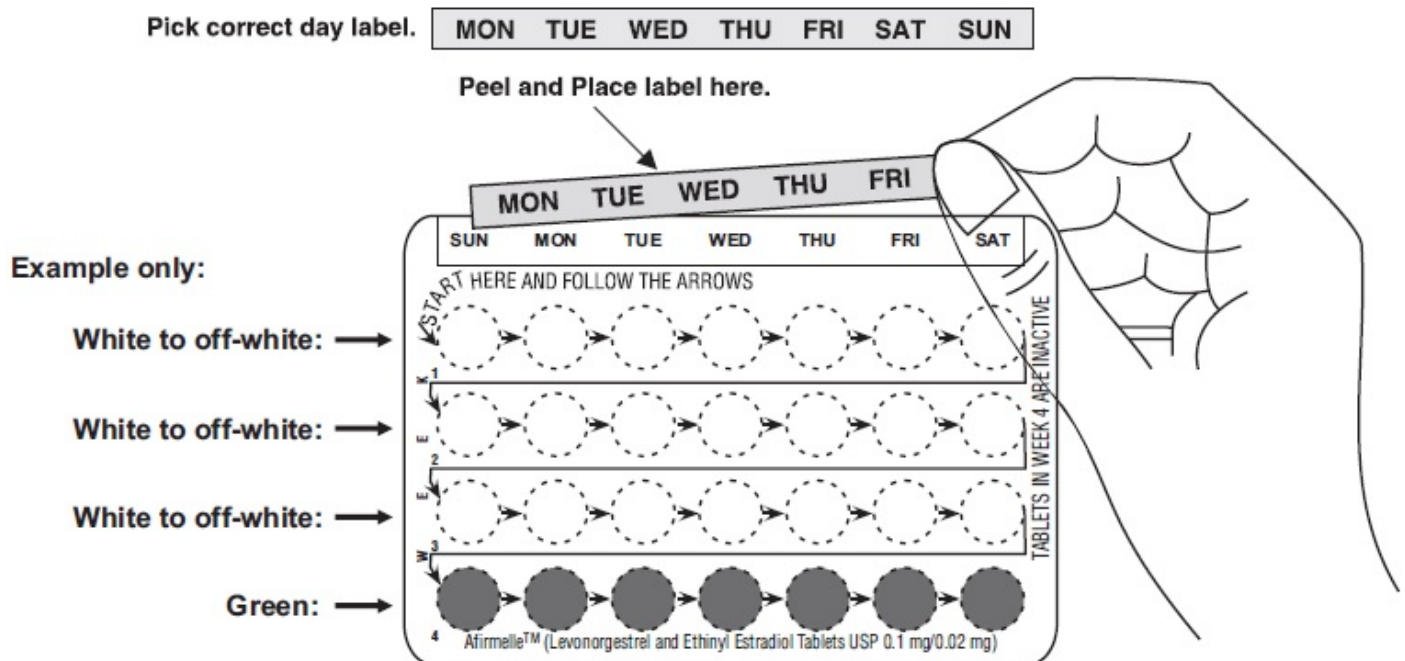 Pick correct day label. MON TUE WED THU FRI SAT SUN
Peel and Place label here.
MON TUE WED THU FRI
SUN MON TUE WED THU FRI SAT
Example only:
START HERE AND FOLLOW THE ARROWS
White to off-white:
1
White to off-white:
2
White to off-white:
3
Green:
4
WEEK
TABLETS IN WEEK 4 ARE INACTIVE
Afirmelle™ (Levonorgestrel and Ethinyl Estradiol Tablets USP 0.1 mg/0.02 mg)